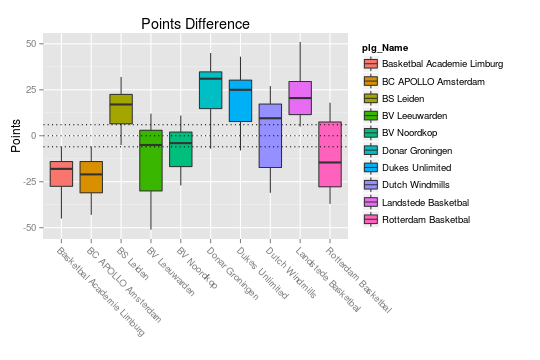 Points Difference
Points
50
25
0
-25
-50
Basketbal Academie Limburg
BC APOLLO Amsterdam
BS Leiden
BV Leeuwarden
BV Noordkop
Donar Groningen
Dukes Unlimited
Dutch Windmills
Landstede Basketbal
Rotterdam Basketbal
plg_Name
Basketbal Academie Limburg
BC APOLLO Amsterdam
BS Leiden
BV Leeuwarden
BV Noordkop
Donar Groningen
Dukes Unlimited
Dutch Windmills
Landstede Basketbal
Rotterdam Basketbal